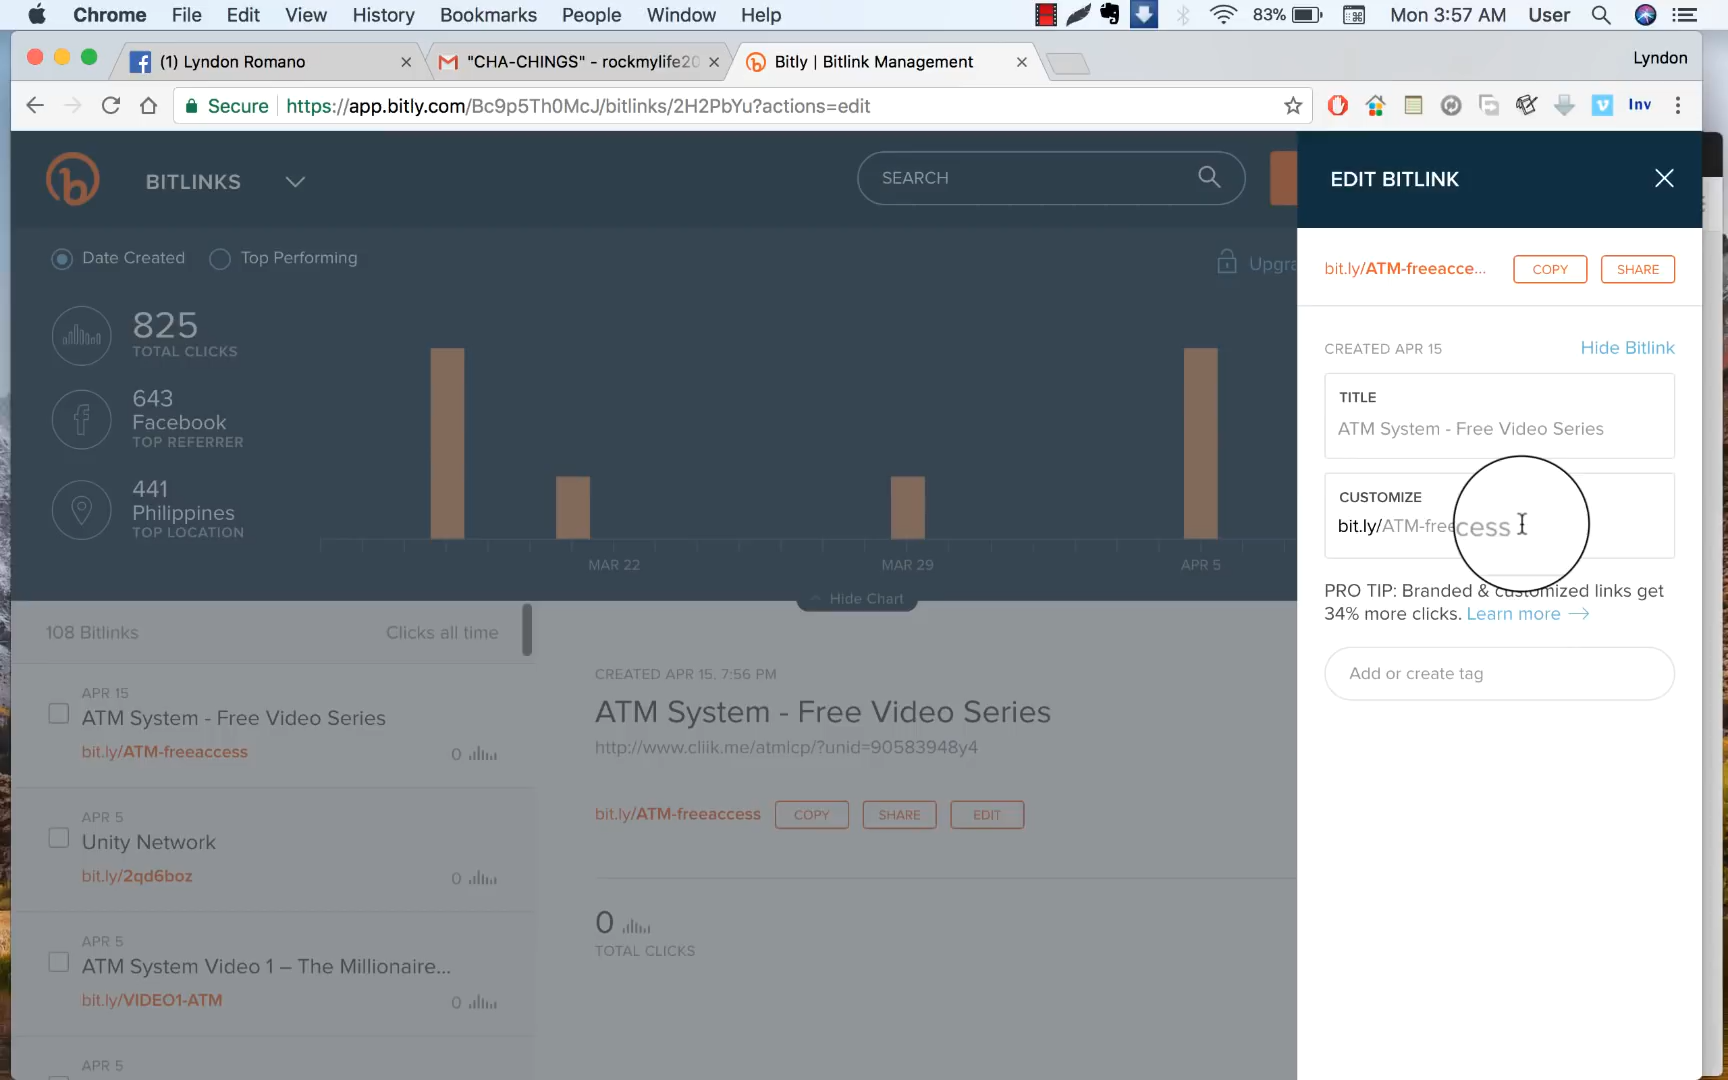 Chrome File Edit View History Bookmarks People Window Help
83% Mon 3:57 AM User
(1) Lyndon Romano
"CHA-CHINGS" - rockmylife20
Bitly | Bitlink Management
Lyndon
Secure https://app.bitly.com/Bc9p5Th0McJ/bitlinks/2H2PbYu?actions=edit
Inv
BITLINKS
SEARCH
Date Created Top Performing
Upgra
825
TOTAL CLICKS
643
Facebook
TOP REFERRER
441
Philippines
TOP LOCATION
MAR 22 MAR 29 APR 5
Hide Chart
108 Bitlinks Clicks all time
APR 15
ATM System - Free Video Series
bit.ly/ATM-freeaccess 0
APR 5
Unity Network
bit.ly/2qd6boz 0
APR 5
ATM System Video 1 – The Millionaire...
bit.ly/VIDEO1-ATM 0
APR 5
CREATED APR 15, 7:56 PM
ATM System - Free Video Series
http://www.cliik.me/atmlcp/?unid=90583948y4
bit.ly/ATM-freeaccess COPY SHARE EDIT
0
TOTAL CLICKS
EDIT BITLINK
bit.ly/ATM-freeacce... COPY SHARE
CREATED APR 15 Hide Bitlink
TITLE
ATM System - Free Video Series
CUSTOMIZE
bit.ly/ATM-freecess
PRO TIP: Branded & customized links get
34% more clicks. Learn more →
Add or create tag